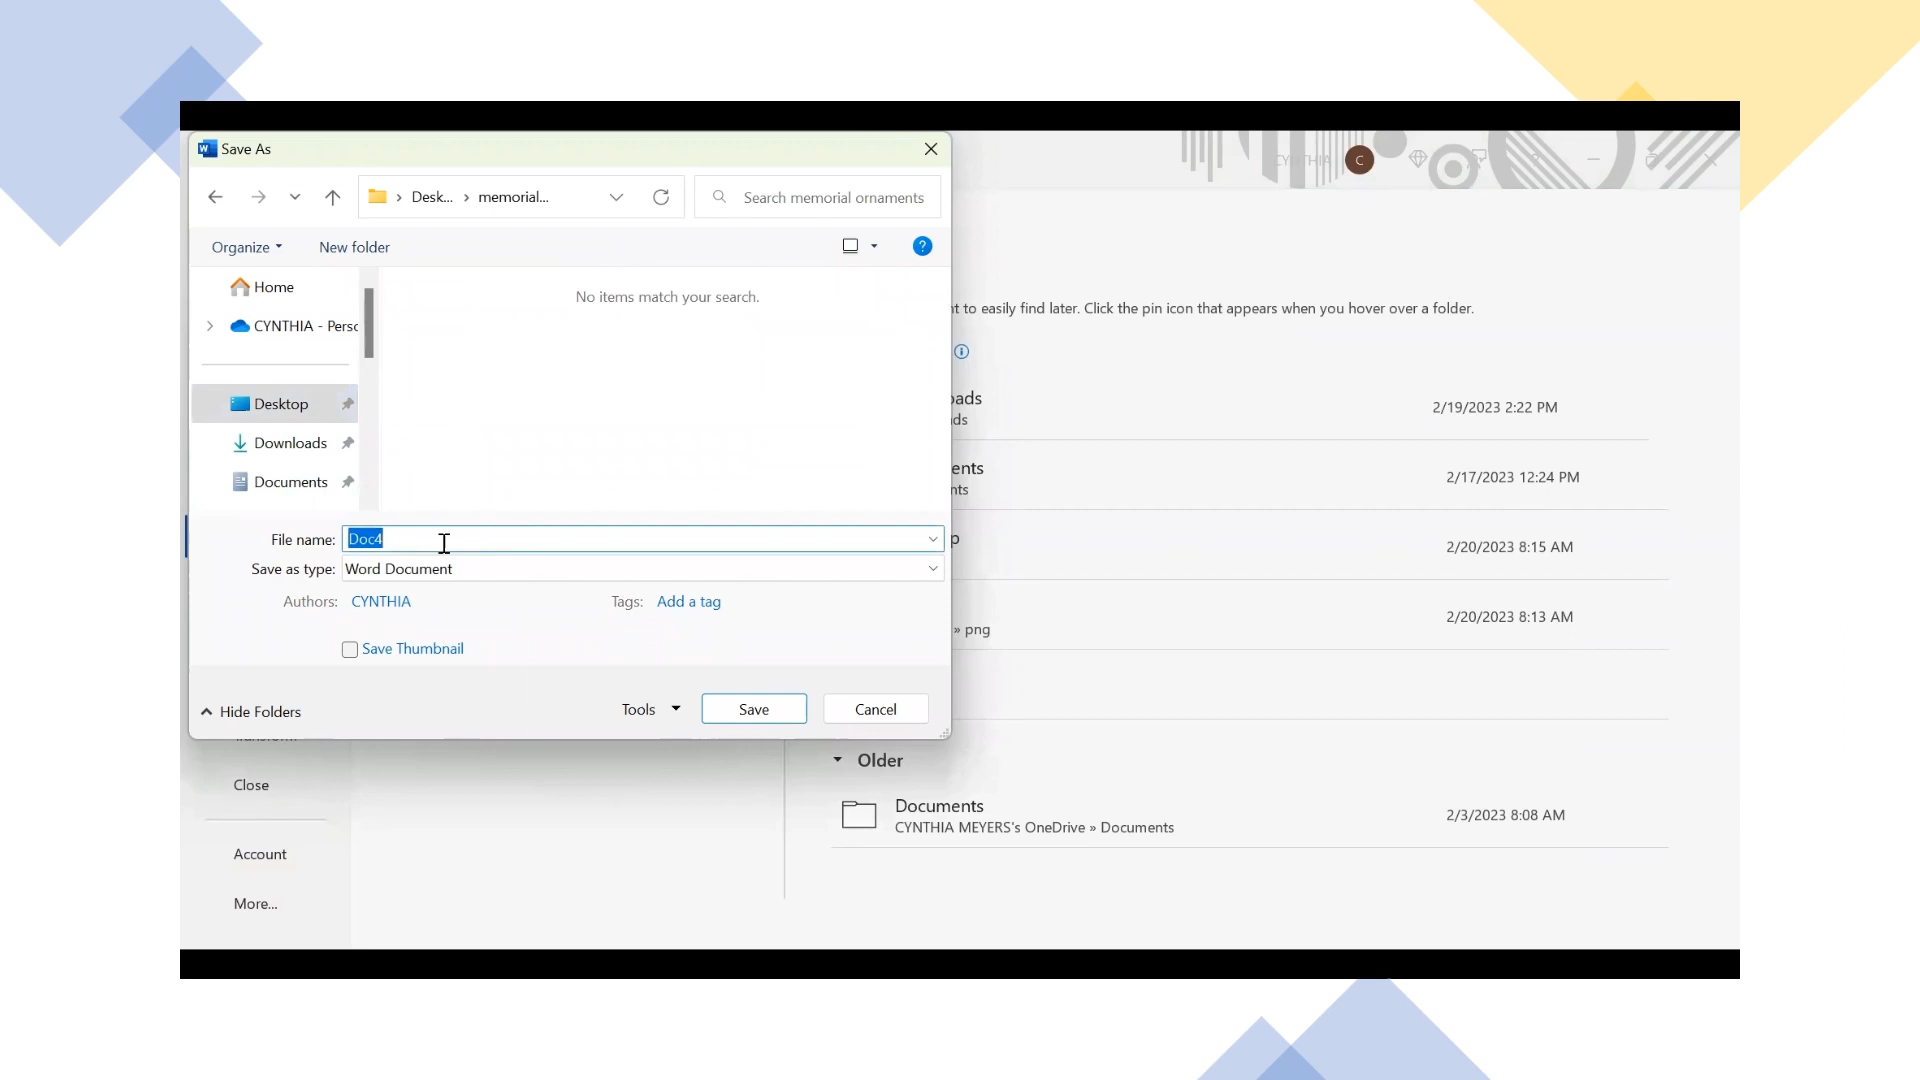 Save As
CYNTHIA C
Desk... memorial...
Search memorial ornaments
Organize New folder
?
Home
No items match your search.
CYNTHIA - Perso
to easily find later. Click the pin icon that appears when you hover over a folder.
Desktop
oads
ds
2/19/2023 2:22 PM
Downloads
ents
nts
2/17/2023 12:24 PM
Documents
File name: Doc4
p
2/20/2023 8:15 AM
Save as type: Word Document
Authors: CYNTHIA Tags: Add a tag
» png
2/20/2023 8:13 AM
Save Thumbnail
Hide Folders Tools Save Cancel
Older
Close
Documents
CYNTHIA MEYERS's OneDrive » Documents
2/3/2023 8:08 AM
Account
More...